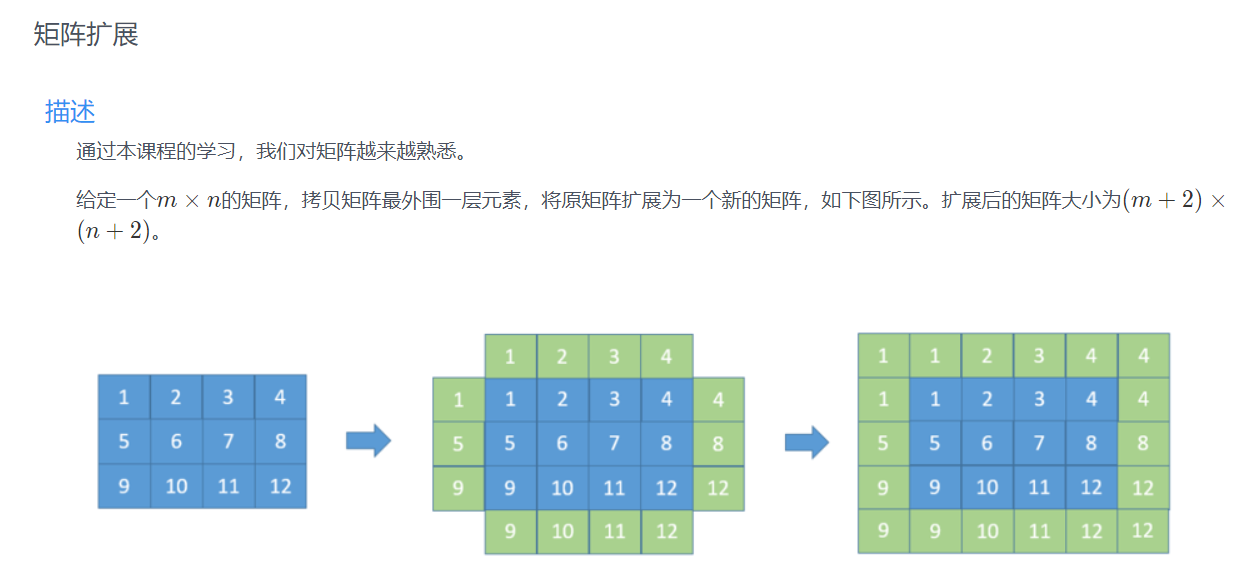 矩阵扩展
描述
通过本课程的学习，我们对矩阵越来越熟悉。
给定一个m × n的矩阵，拷贝矩阵最外围一层元素，将原矩阵扩展为一个新的矩阵，如下图所示。扩展后的矩阵大小为(m + 2) ×
(n + 2)。
1 2 3 4
5 6 7 8
9 10 11 12
1 2 3 4
1 1 2 3 4 4
5 5 6 7 8 8
9 9 10 11 12 12
9 10 11 12
1 1 2 3 4 4
1 1 2 3 4 4
5 5 6 7 8 8
9 9 10 11 12 12
9 9 10 11 12 12